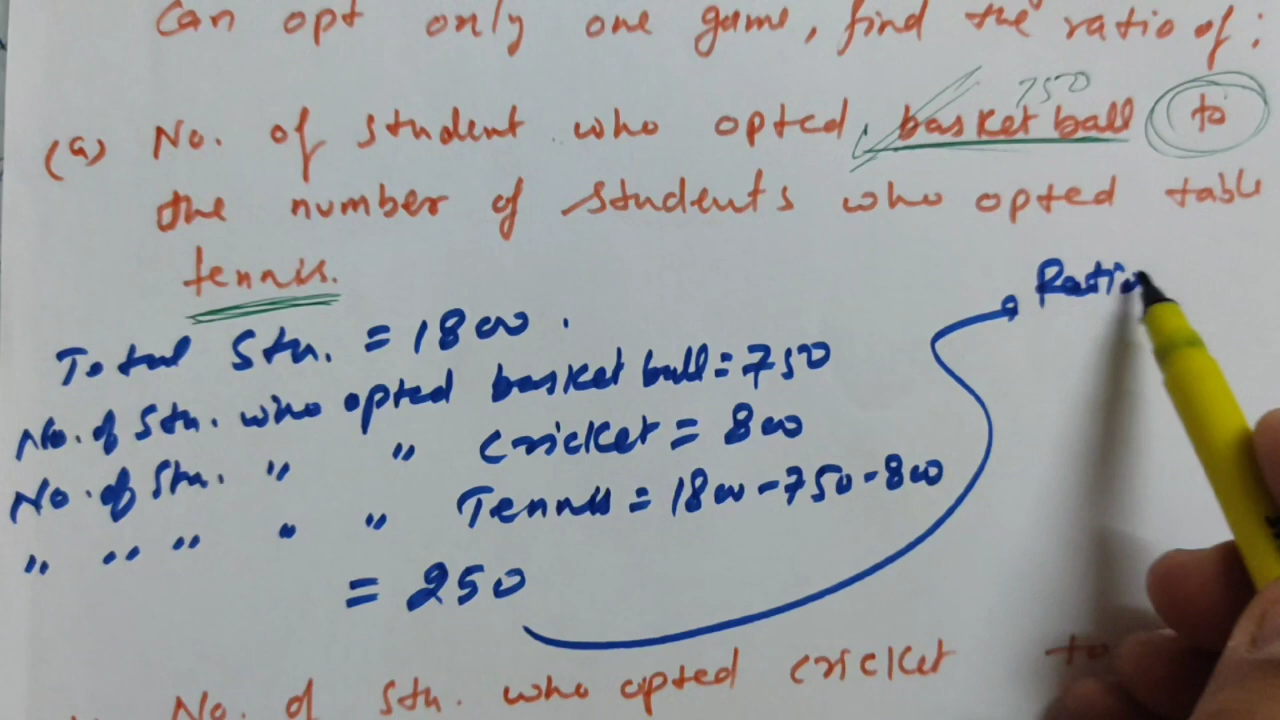 Can opt only one game, find the ratio of:
750
(a) No. of student who opted basket ball to
the number of students who opted table
tennis.
Ratio
Total Stu. = 1800.
No. of Stu. who opted basket ball = 750
No. of Stu. " " Cricket = 800
" " " " " Tennis = 1800-750-800
= 250
No. of Stu. who opted cricket to